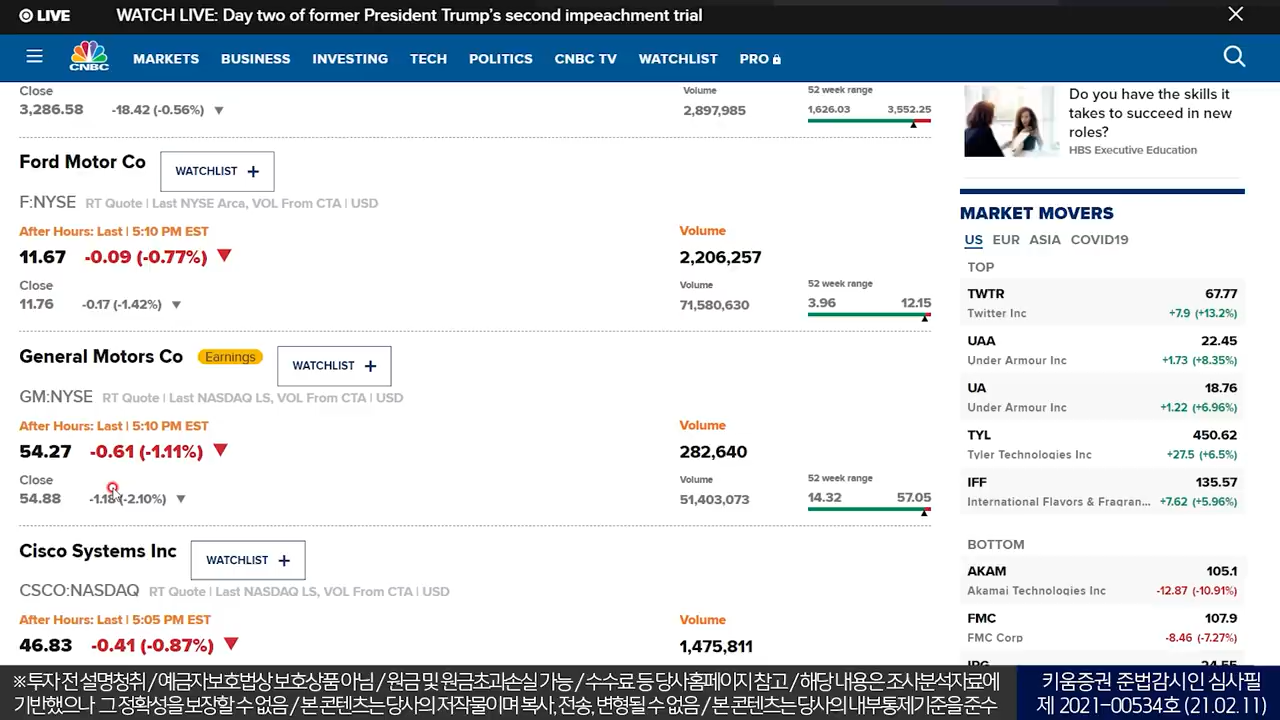 LIVE WATCH LIVE: Day two of former President Trump's second impeachment trial
CNBC MARKETS BUSINESS INVESTING TECH POLITICS CNBC TV WATCHLIST PRO
Close Volume 52 week range
3,286.58 -18.42 (-0.56%) 2,897,985 1,626.03 3,552.25
Ford Motor Co WATCHLIST +
F:NYSE RT Quote | Last NYSE Arca, VOL From CTA | USD
After Hours: Last | 5:10 PM EST Volume
11.67 -0.09 (-0.77%) 2,206,257
Close Volume 52 week range
11.76 -0.17 (-1.42%) 71,580,630 3.96 12.15
General Motors Co Earnings WATCHLIST +
GM:NYSE RT Quote | Last NASDAQ LS, VOL From CTA | USD
After Hours: Last | 5:10 PM EST Volume
54.27 -0.61 (-1.11%) 282,640
Close Volume 52 week range
54.88 -1.18 (-2.10%) 51,403,073 14.32 57.05
Cisco Systems Inc WATCHLIST +
CSCO:NASDAQ RT Quote | Last NASDAQ LS, VOL From CTA | USD
After Hours: Last | 5:05 PM EST Volume
46.83 -0.41 (-0.87%) 1,475,811
Do you have the skills it
takes to succeed in new
roles?
HBS Executive Education
MARKET MOVERS
US EUR ASIA COVID19
TOP
TWTR 67.77
Twitter Inc +7.9 (+13.2%)
UAA 22.45
Under Armour Inc +1.73 (+8.35%)
UA 18.76
Under Armour Inc +1.22 (+6.96%)
TYL 450.62
Tyler Technologies Inc +27.5 (+6.5%)
IFF 135.57
International Flavors & Fragran... +7.62 (+5.96%)
BOTTOM
AKAM 105.1
Akamai Technologies Inc -12.87 (-10.91%)
FMC 107.9
FMC Corp -8.46 (-7.27%)
※투자 전 설명청취 / 예금자보호법상 보호상품 아님 / 원금 및 원금초과손실 가능 / 수수료 등 당사홈페이지 참고 / 해당 내용은 조사분석자료에
기반했으나 그 정확성을 보장할 수 없음 / 본 콘텐츠는 당사의 저작물이며 복사, 전송, 변형될 수 없음 / 본 콘텐츠는 당사의 내부통제기준을 준수
키움증권 준법감시인 심사필
제 2021-00534호 (21.02.11)